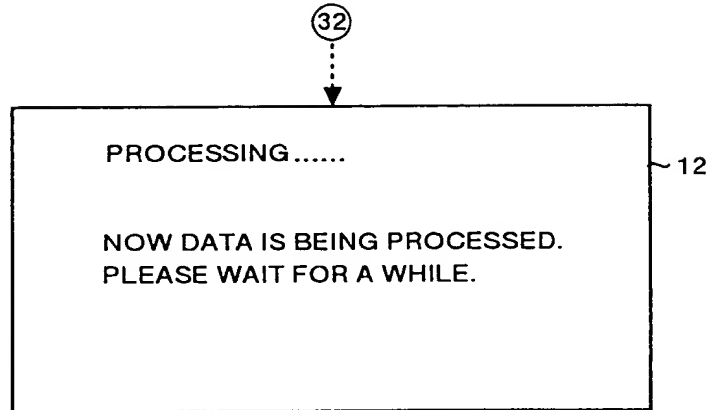 32
PROCESSING......
12
NOW DATA IS BEING PROCESSED.
PLEASE WAIT FOR A WHILE.